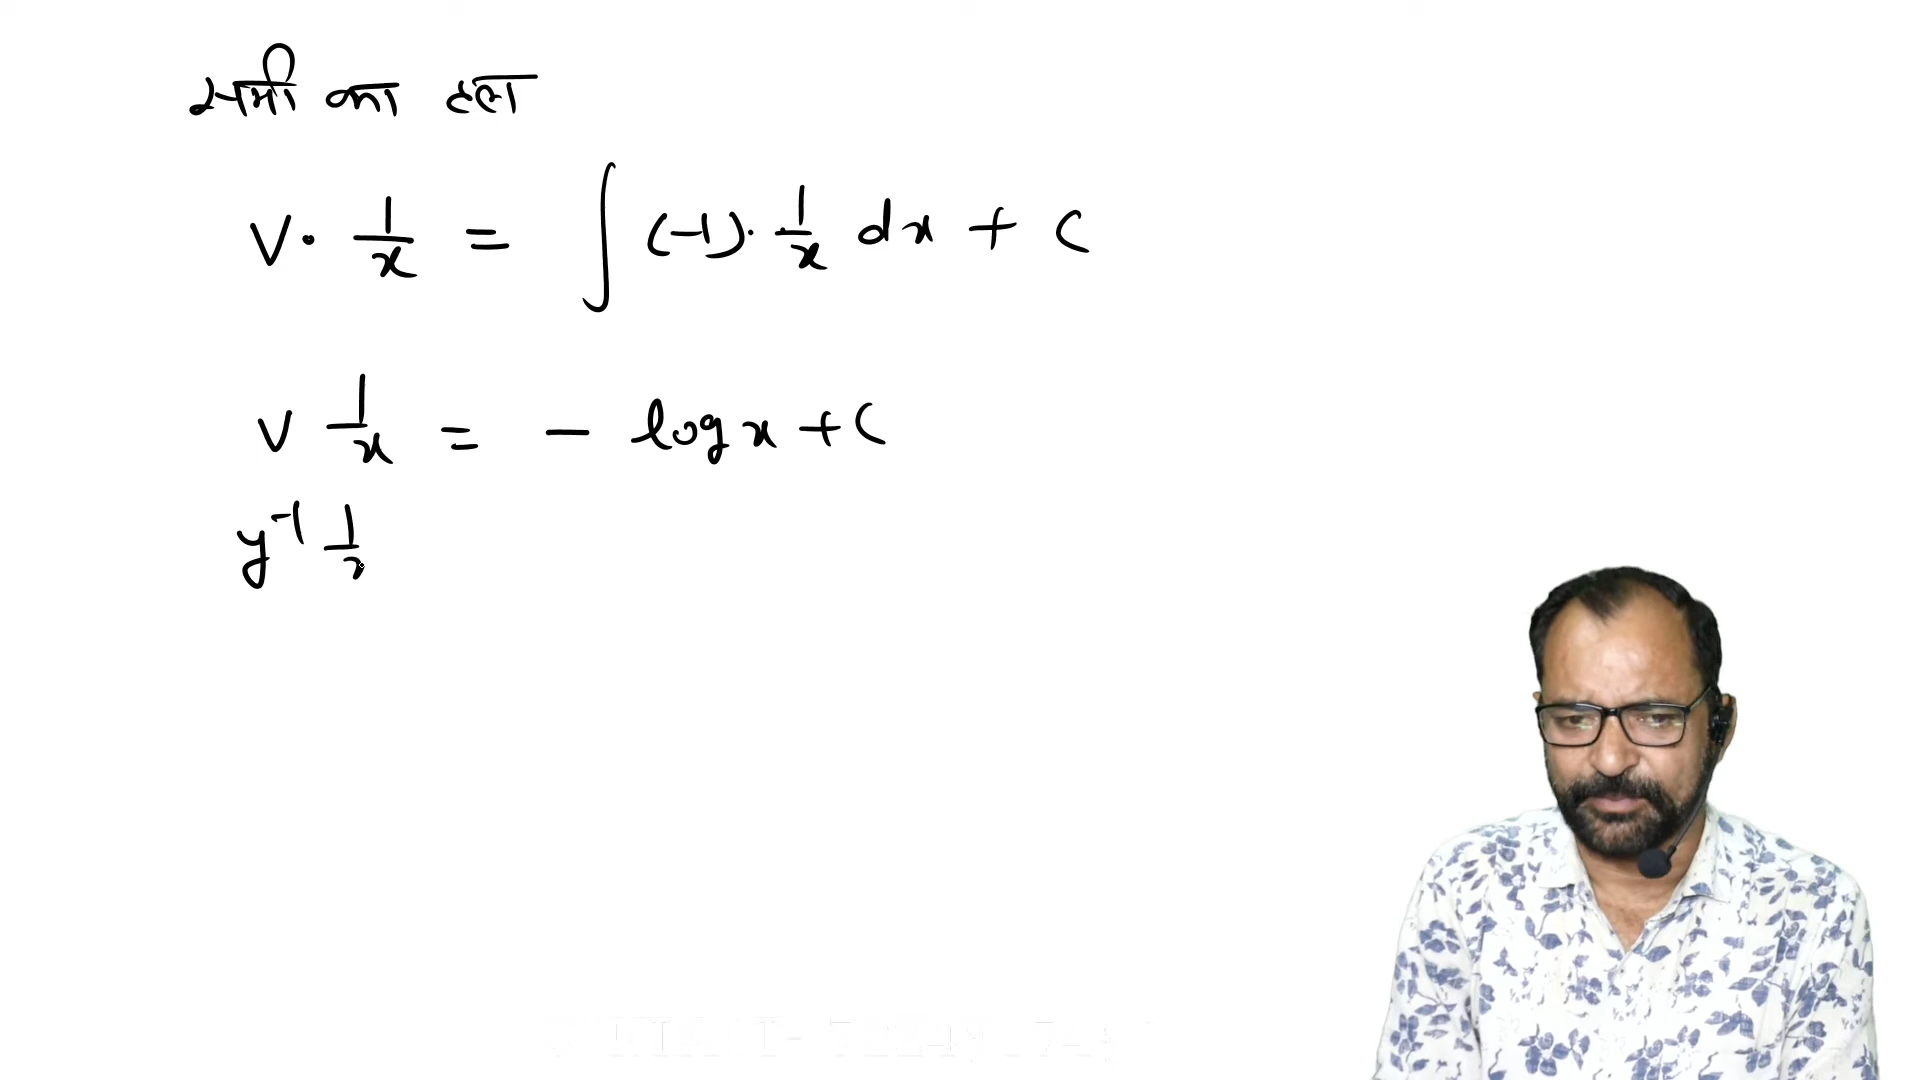 समी का हल
V · 1/x = ∫ (-1) · 1/x dx + C
V 1/x = - log x + C
y⁻¹ 1/x